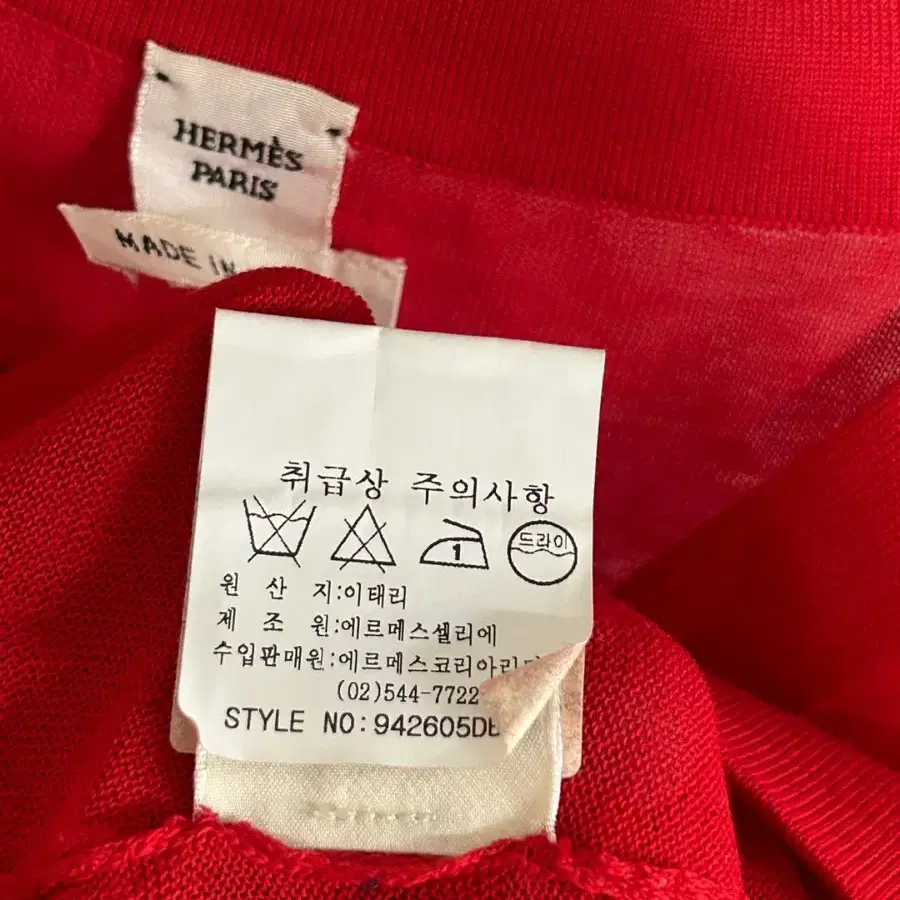 HERMÈS
PARIS
MADE IN
취급상 주의사항
1
드라이
원 산 지:이태리
제 조 원:에르메스셀리에
수입판매원:에르메스코리아
(02)544-7722
STYLE NO:942605D